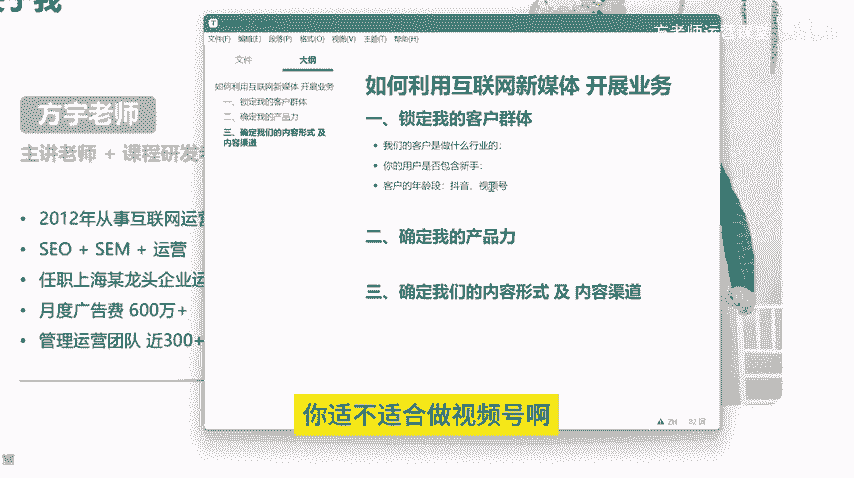 于我
方宇老师
主讲老师 + 课程研发
2012年从事互联网运营
SEO + SEM + 运营
任职上海某龙头企业运
月度广告费 600万+
管理运营团队 近300+
文件(F) 编辑(E) 段落(P) 格式(O) 视图(V) 主题(T) 帮助(H)
文件 大纲
如何利用互联网新媒体 开展业务
一、锁定我的客户群体
二、确定我的产品力
三、确定我们的内容形式 及
内容渠道
如何利用互联网新媒体 开展业务
一、锁定我的客户群体
我们的客户是做什么行业的：
你的用户是否包含新手：
客户的年龄段：抖音、视频号
二、确定我的产品力
三、确定我们的内容形式 及 内容渠道
方老师运营
你适不适合做视频号啊
82 词